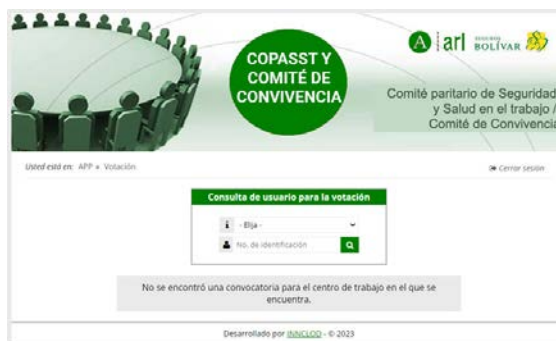 COPASST Y
COMITÉ DE
CONVIVENCIA
A arl SEGUROS BOLÍVAR
Comité paritario de Seguridad
y Salud en el trabajo /
Comité de Convivencia
Usted está en: APP » Votación
Cerrar sesión
Consulta de usuario para la votación
- Elija -
No. de identificación
No se encontró una convocatoria para el centro de trabajo en el que se
encuentra.
Desarrollado por INNCLOD - © 2023